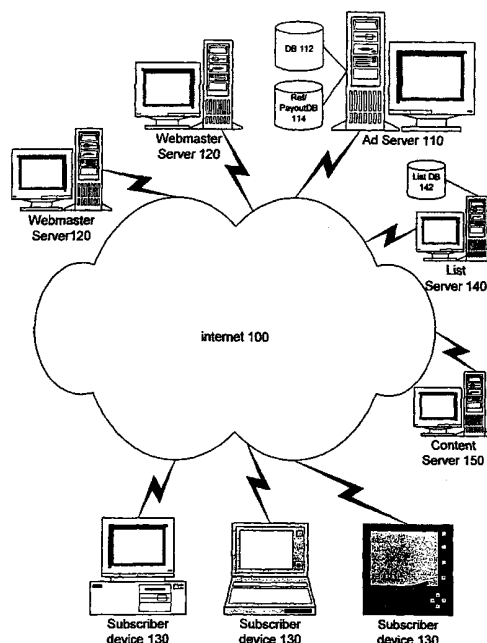 DB 112
Ref/
PayoutDB
114
Ad Server 110
Webmaster
Server 120
Webmaster
Server120
List DB
142
List
Server 140
internet 100
Content
Server 150
Subscriber
device 130
Subscriber
device 130
Subscriber
device 130